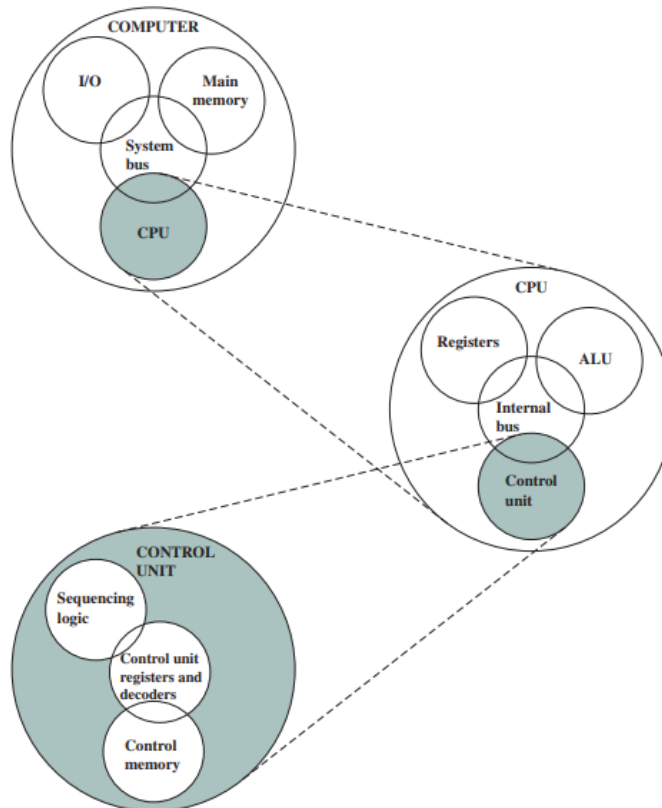 COMPUTER
I/O
Main
memory
System
bus
CPU
CPU
Registers
ALU
Internal
bus
Control
unit
CONTROL
UNIT
Sequencing
logic
Control unit
registers and
decoders
Control
memory